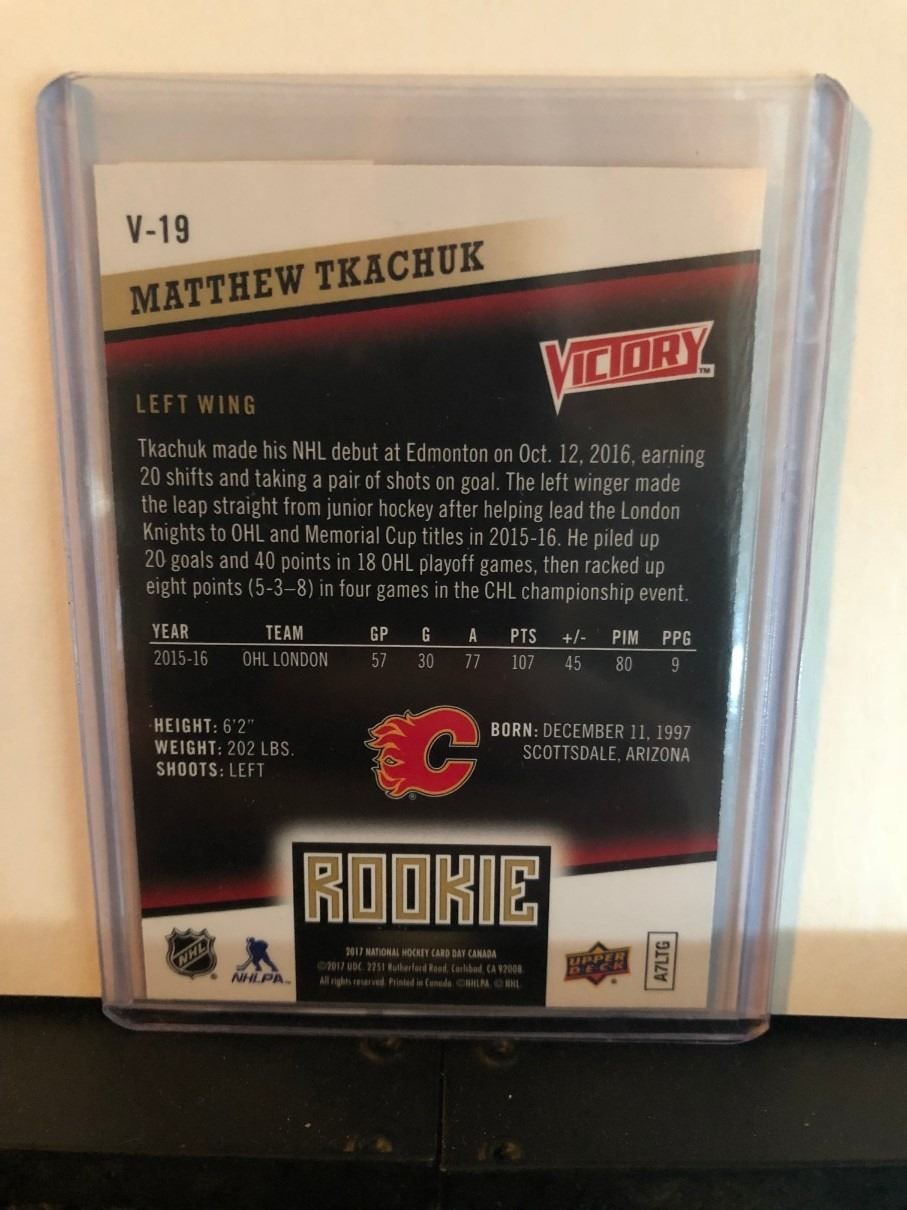 V-19
MATTHEW TKACHUK
VICTORY™
LEFT WING
Tkachuk made his NHL debut at Edmonton on Oct. 12, 2016, earning
20 shifts and taking a pair of shots on goal. The left winger made
the leap straight from junior hockey after helping lead the London
Knights to OHL and Memorial Cup titles in 2015-16. He piled up
20 goals and 40 points in 18 OHL playoff games, then racked up
eight points (5-3–8) in four games in the CHL championship event.
YEAR TEAM GP G A PTS +/- PIM PPG
2015-16 OHL LONDON 57 30 77 107 45 80 9
HEIGHT: 6'2"
WEIGHT: 202 LBS.
SHOOTS: LEFT
C
®
BORN: DECEMBER 11, 1997
SCOTTSDALE, ARIZONA
ROOKIE
NHL
NHLPA™
2017 NATIONAL HOCKEY CARD DAY CANADA
©2017 UDC. 2251 Rutherford Road, Carlsbad, CA 92008.
All rights reserved. Printed in Canada ©NHLPA. © NHL.
UPPER
DECK
A7LTG